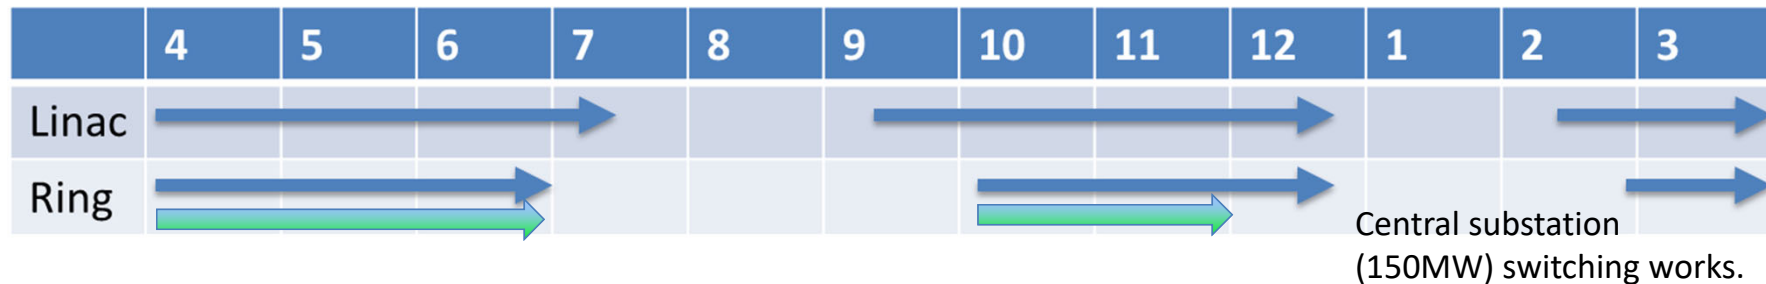 4 5 6 7 8 9 10 11 12 1 2 3
Linac
Ring
Central substation
(150MW) switching works.